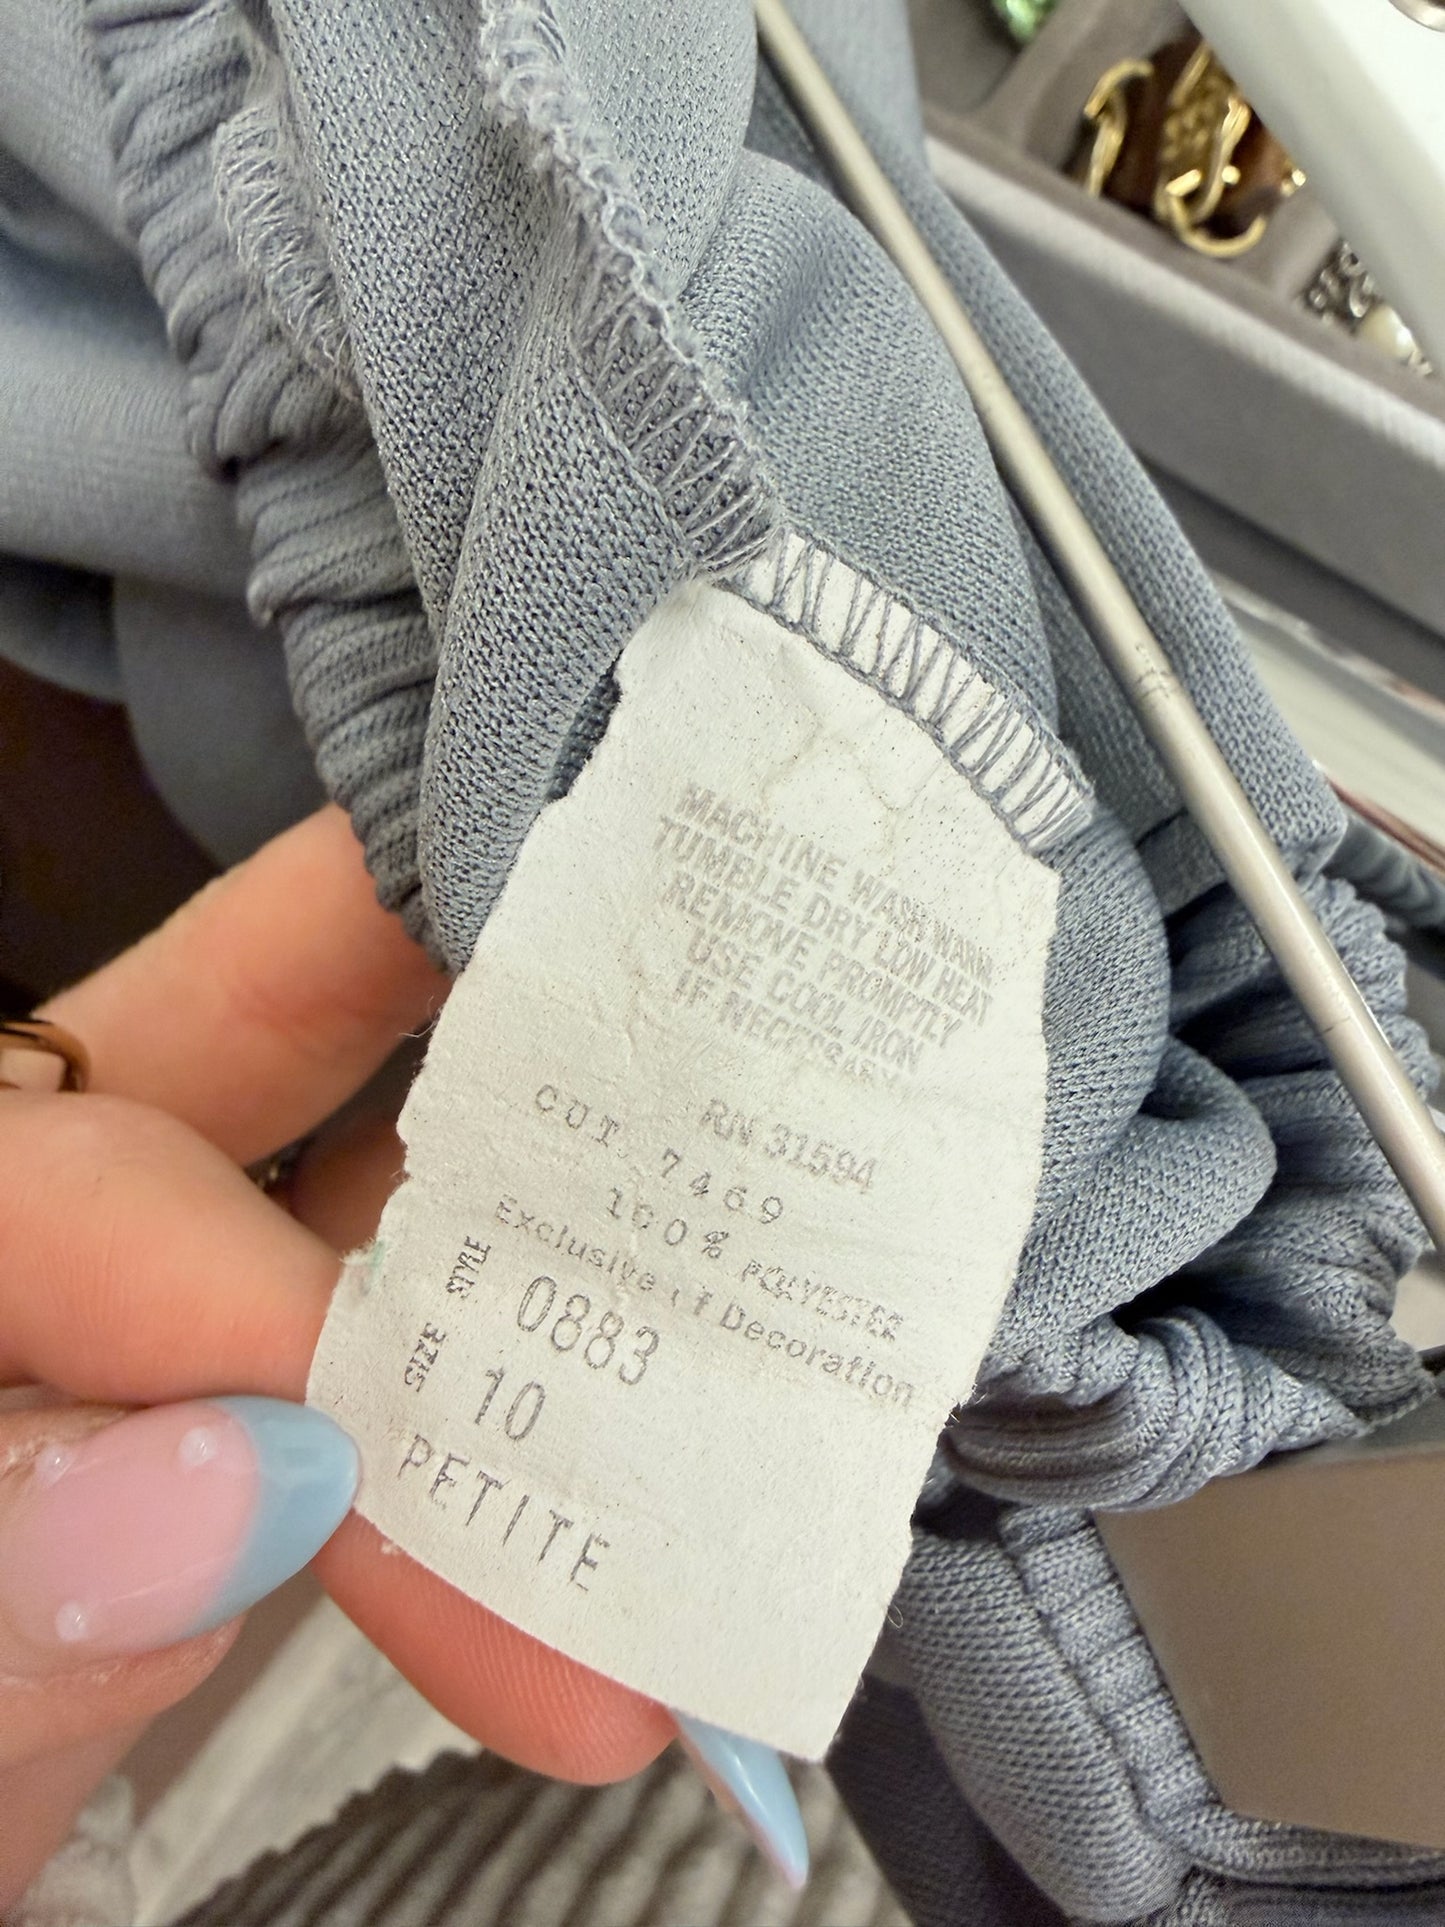 MACHINE WASH WARM
TUMBLE DRY LOW HEAT
REMOVE PROMPTLY
USE COOL IRON
IF NECESSARY
RN 31594
CUT 7469
100% POLYESTER
Exclusive of Decoration
STYLE 0883
SIZE 10
PETITE